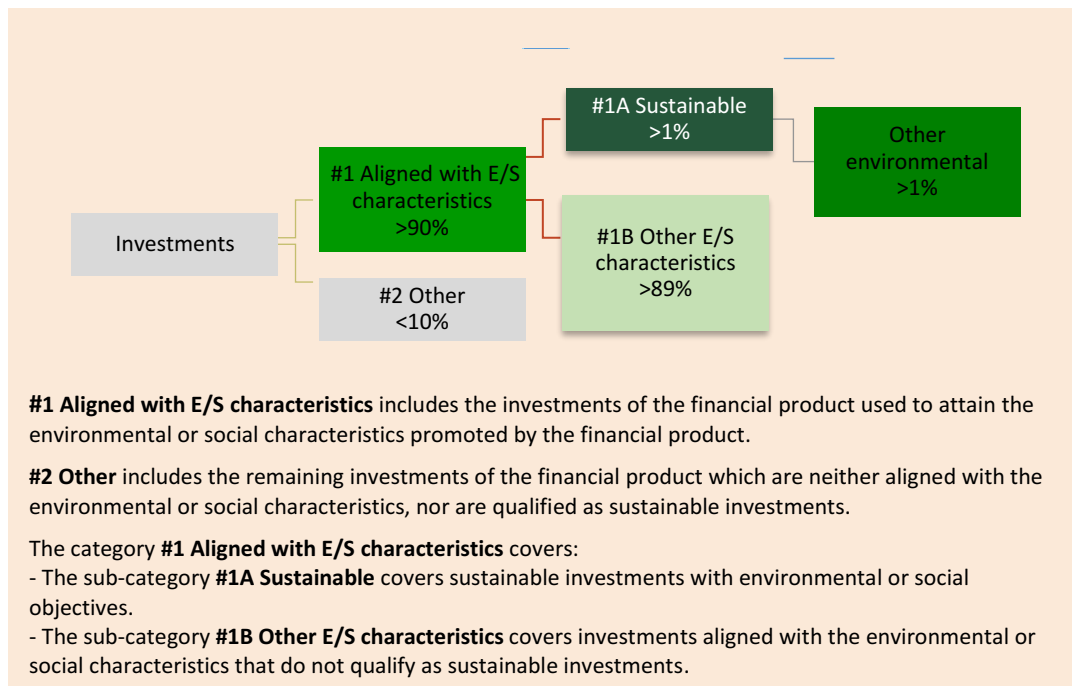 #1A Sustainable
>1%
Other
environmental
>1%
#1 Aligned with E/S
characteristics
>90%
Investments
#1B Other E/S
characteristics
>89%
#2 Other
<10%
#1 Aligned with E/S characteristics includes the investments of the financial product used to attain the
environmental or social characteristics promoted by the financial product.
#2 Other includes the remaining investments of the financial product which are neither aligned with the
environmental or social characteristics, nor are qualified as sustainable investments.
The category #1 Aligned with E/S characteristics covers:
- The sub-category #1A Sustainable covers sustainable investments with environmental or social
objectives.
- The sub-category #1B Other E/S characteristics covers investments aligned with the environmental or
social characteristics that do not qualify as sustainable investments.